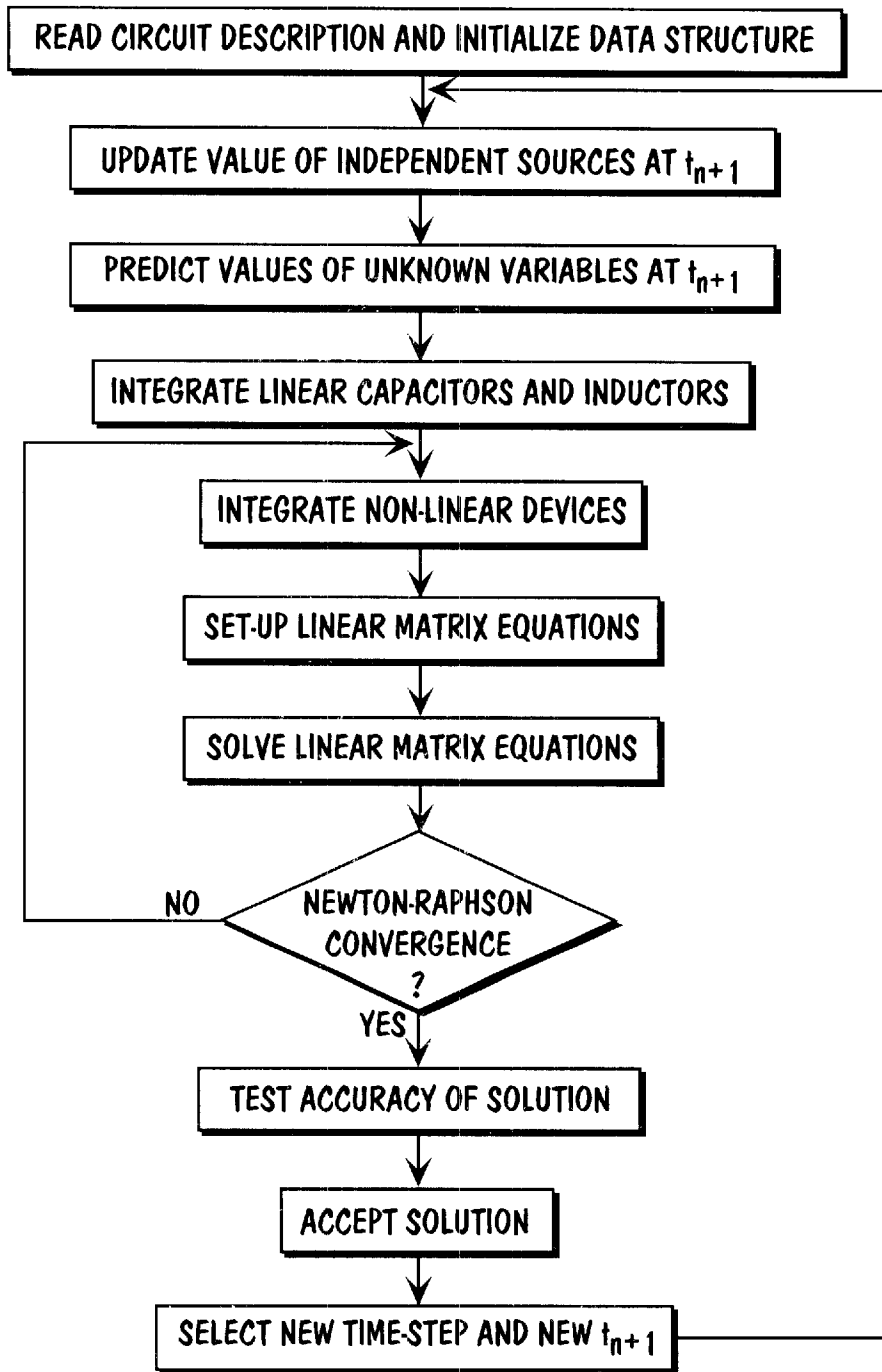 READ CIRCUIT DESCRIPTION AND INITIALIZE DATA STRUCTURE
UPDATE VALUE OF INDEPENDENT SOURCES AT tn+1
PREDICT VALUES OF UNKNOWN VARIABLES AT tn+1
INTEGRATE LINEAR CAPACITORS AND INDUCTORS
INTEGRATE NON-LINEAR DEVICES
SET-UP LINEAR MATRIX EQUATIONS
SOLVE LINEAR MATRIX EQUATIONS
NO
NEWTON-RAPHSON
CONVERGENCE
?
YES
TEST ACCURACY OF SOLUTION
ACCEPT SOLUTION
SELECT NEW TIME-STEP AND NEW tn+1